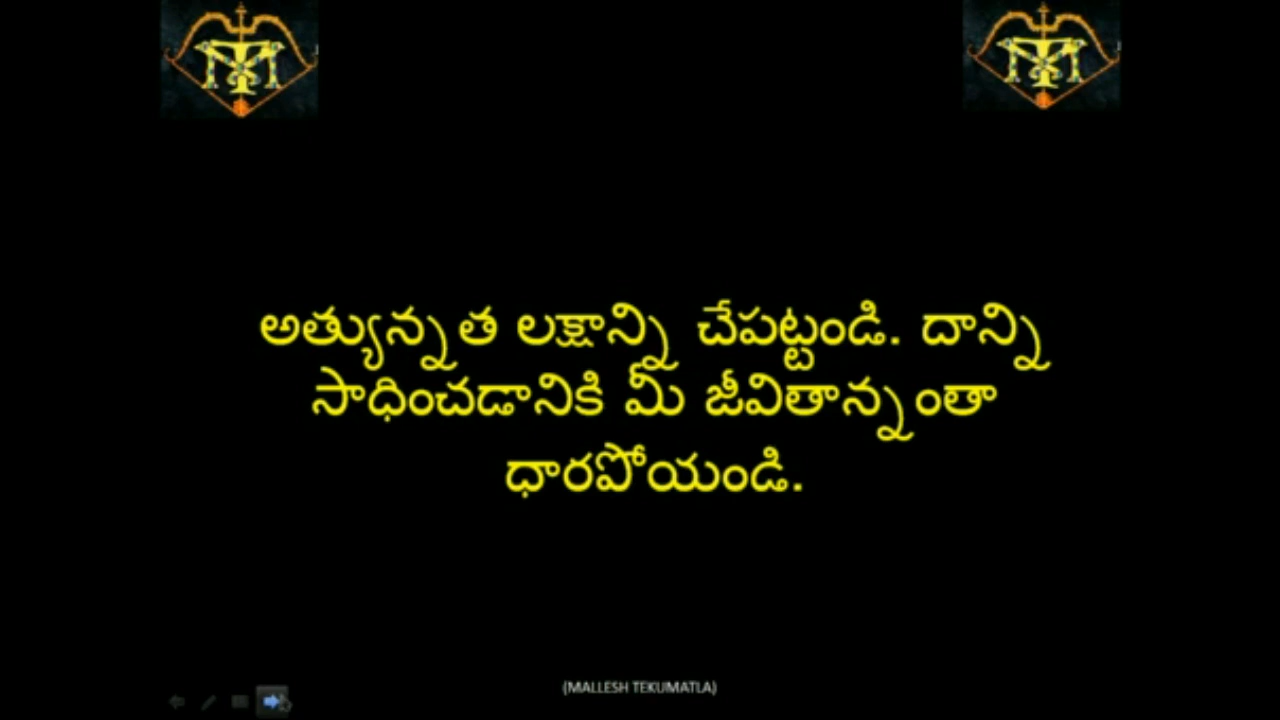 అత్యున్నత లక్షాన్ని చేపట్టండి. దాన్ని
సాధించడానికి మీ జీవితాన్నంతా
ధారపోయండి.
(MALLESH TEKUMATLA)